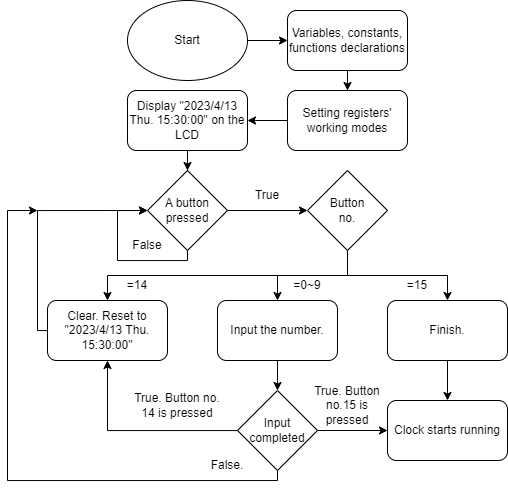 Start
Variables, constants,
functions declarations
Display "2023/4/13
Thu. 15:30:00" on the
LCD
Setting registers'
working modes
A button
pressed
True
Button
no.
False
=14
=0~9
=15
Clear. Reset to
"2023/4/13 Thu.
15:30:00"
Input the number.
Finish.
True. Button no.
14 is pressed
Input
completed
True. Button
no.15 is
pressed
Clock starts running
False.